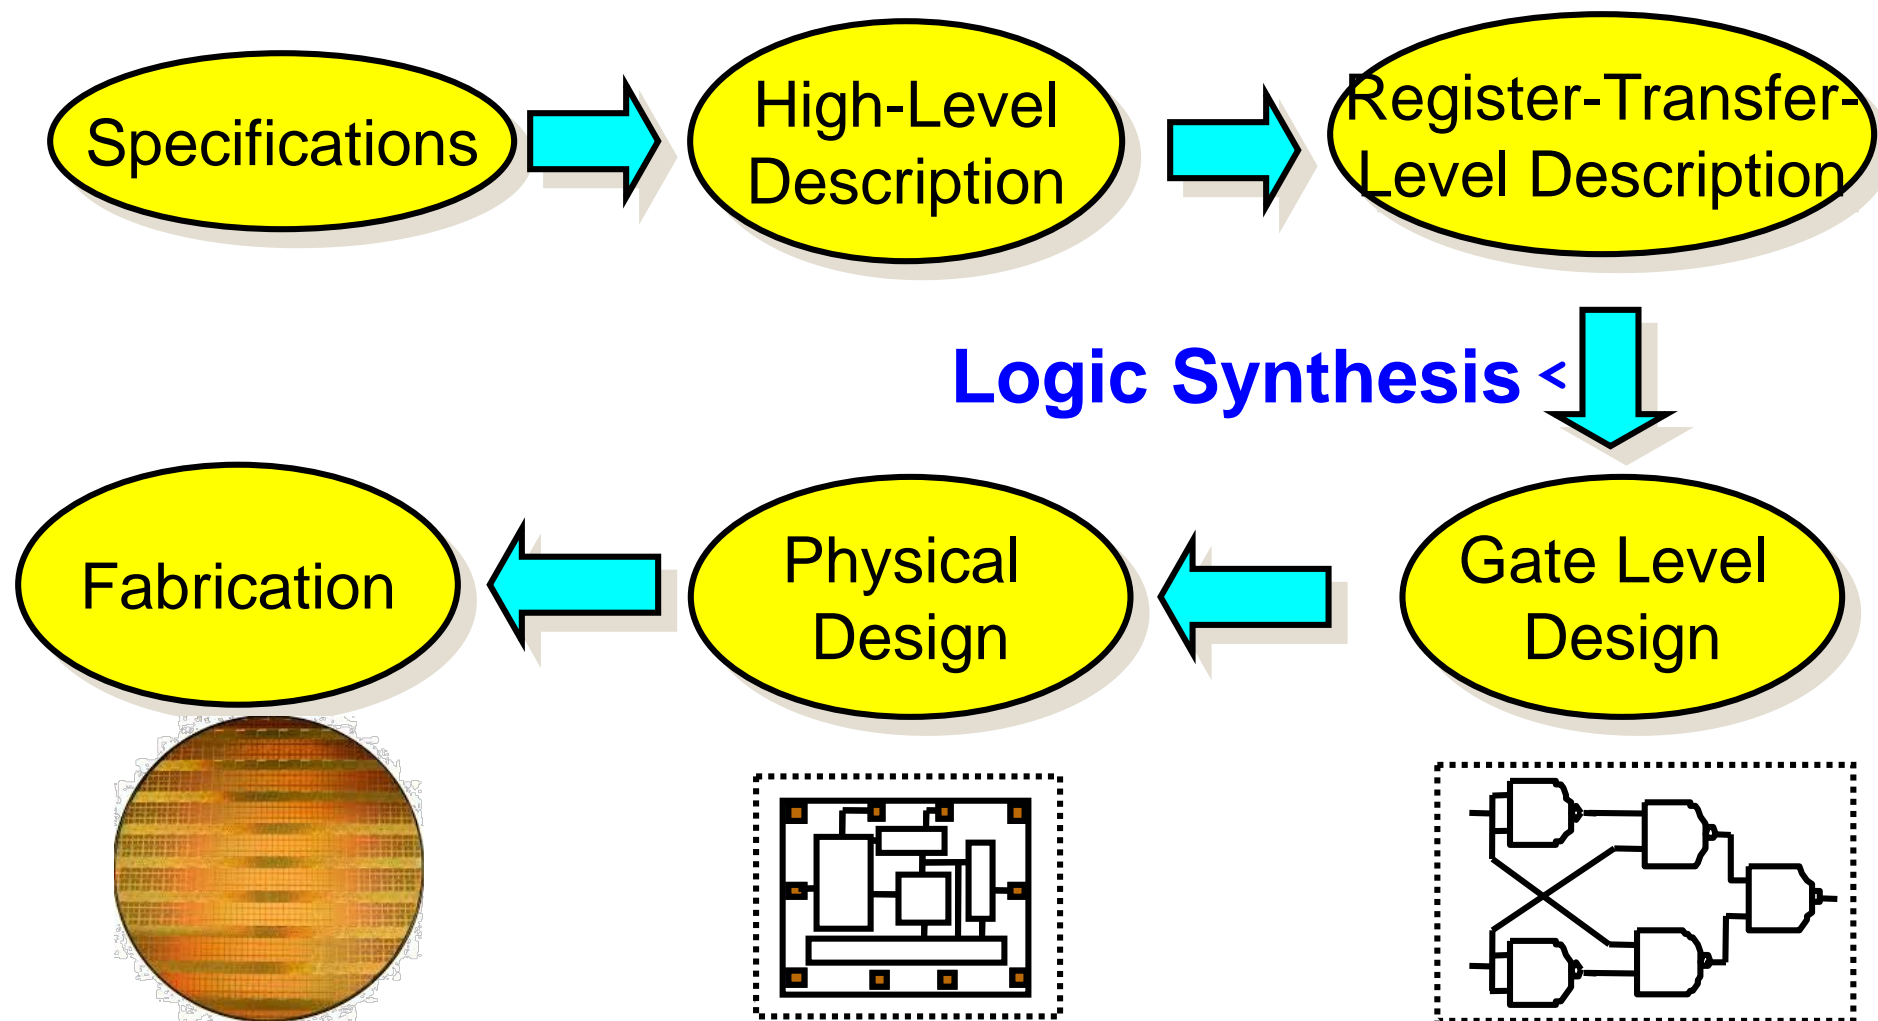 Specifications
High-Level
Description
Register-Transfer-
Level Description
Logic Synthesis <
Fabrication
Physical
Design
Gate Level
Design